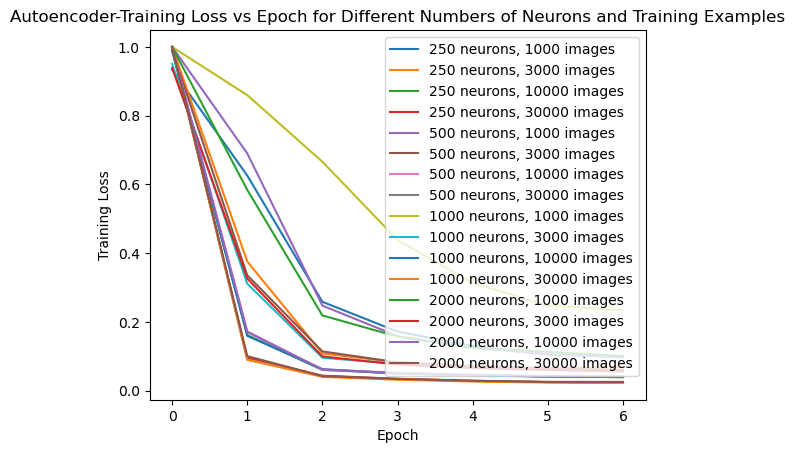 Autoencoder-Training Loss vs Epoch for Different Numbers of Neurons and Training Examples
1.0
0.8
0.6
0.4
0.2
0.0
Training Loss
250 neurons, 1000 images
250 neurons, 3000 images
250 neurons, 10000 images
250 neurons, 30000 images
500 neurons, 1000 images
500 neurons, 3000 images
500 neurons, 10000 images
500 neurons, 30000 images
1000 neurons, 1000 images
1000 neurons, 3000 images
1000 neurons, 10000 images
1000 neurons, 30000 images
2000 neurons, 1000 images
2000 neurons, 3000 images
2000 neurons, 10000 images
2000 neurons, 30000 images
0 1 2 3 4 5 6
Epoch